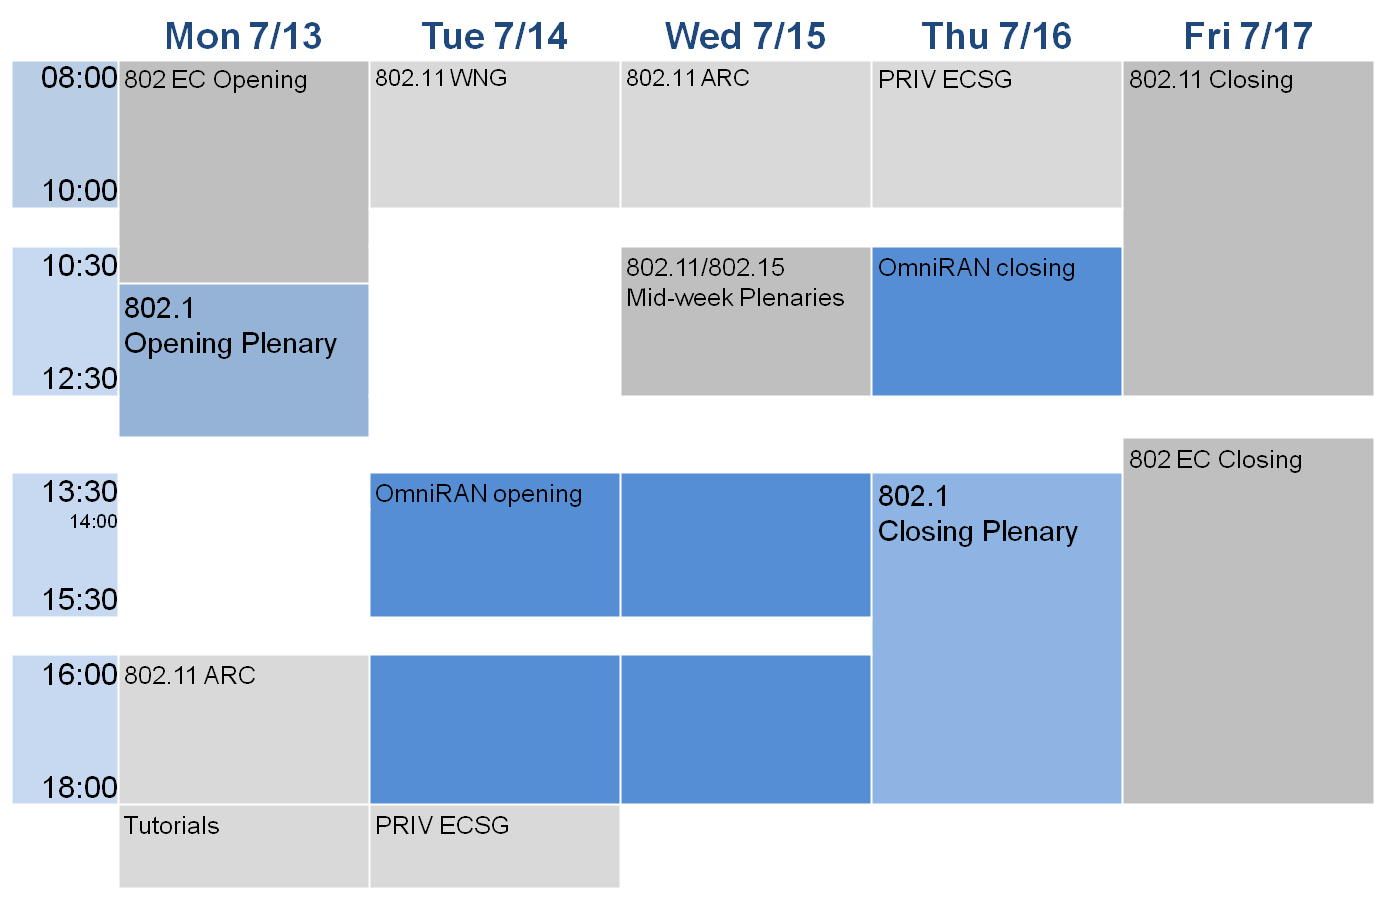 Mon 7/13 Tue 7/14 Wed 7/15 Thu 7/16 Fri 7/17
08:00 802 EC Opening 802.11 WNG 802.11 ARC PRIV ECSG 802.11 Closing
10:00
10:30 802.11/802.15 OmniRAN closing
Mid-week Plenaries
802.1
Opening Plenary
12:30
802 EC Closing
13:30 OmniRAN opening 802.1
14:00
Closing Plenary
15:30
16:00 802.11 ARC
18:00
Tutorials PRIV ECSG